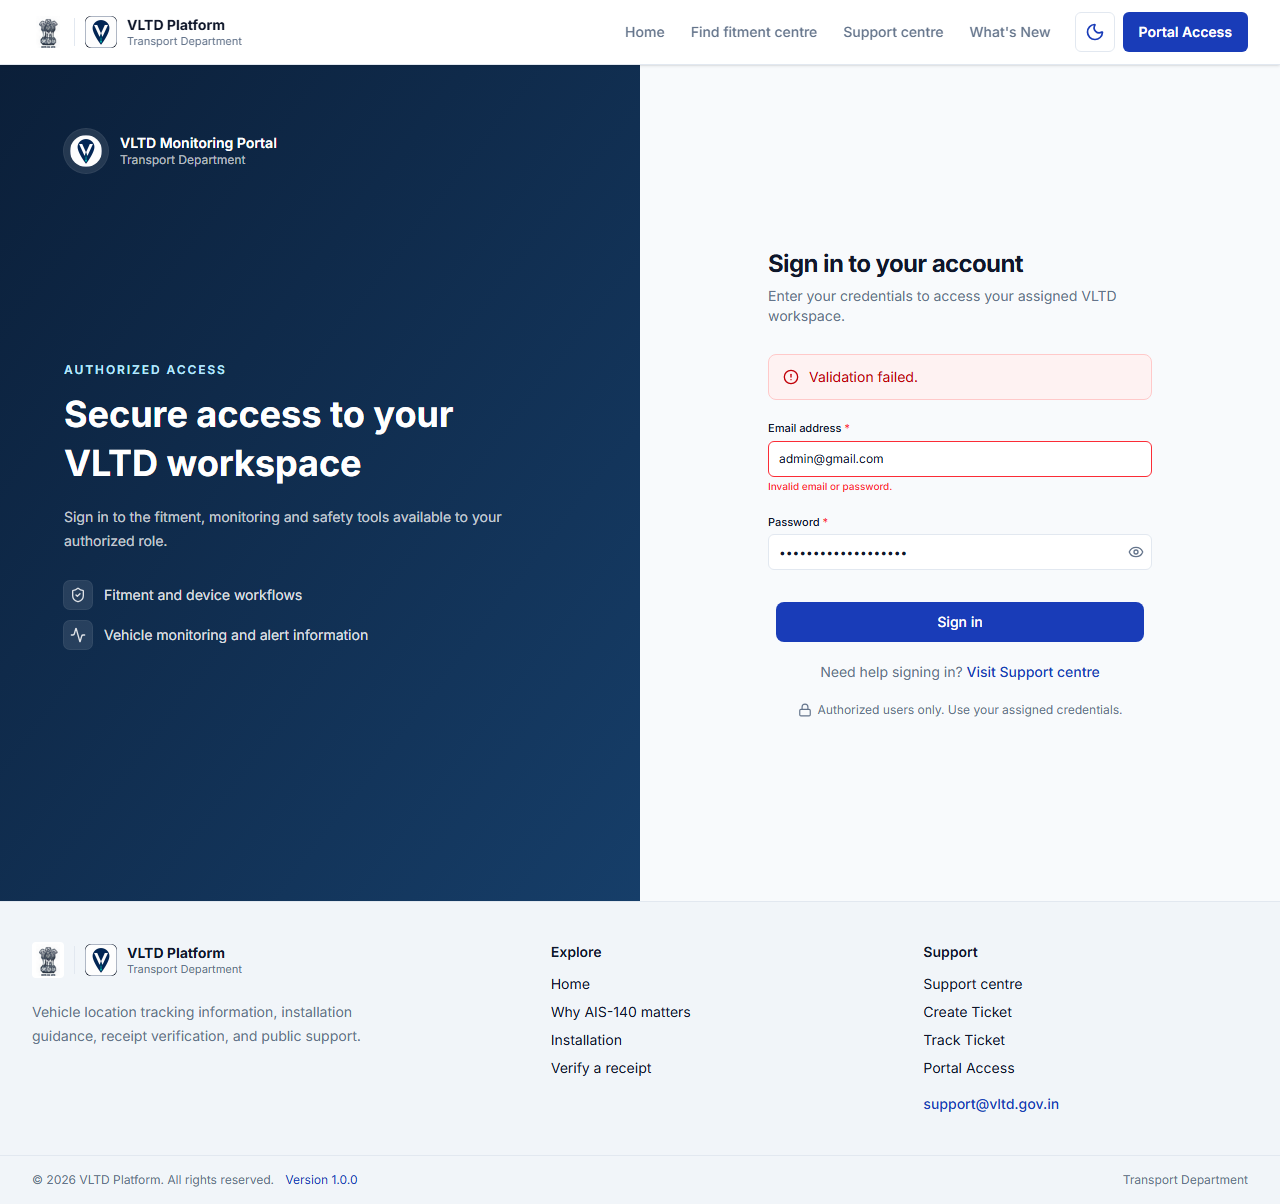 VLTD Platform
Transport Department
Home
Find fitment centre
Support centre
What's New
Portal Access
VLTD Monitoring Portal
Transport Department
AUTHORIZED ACCESS
Secure access to your
VLTD workspace
Sign in to the fitment, monitoring and safety tools available to your
authorized role.
Fitment and device workflows
Vehicle monitoring and alert information
Sign in to your account
Enter your credentials to access your assigned VLTD
workspace.
Validation failed.
Email address *
admin@gmail.com
Invalid email or password.
Password *
•••••••••••••••••••
Sign in
Need help signing in? Visit Support centre
Authorized users only. Use your assigned credentials.
VLTD Platform
Transport Department
Vehicle location tracking information, installation
guidance, receipt verification, and public support.
Explore
Home
Why AIS-140 matters
Installation
Verify a receipt
Support
Support centre
Create Ticket
Track Ticket
Portal Access
support@vltd.gov.in
© 2026 VLTD Platform. All rights reserved. Version 1.0.0
Transport Department